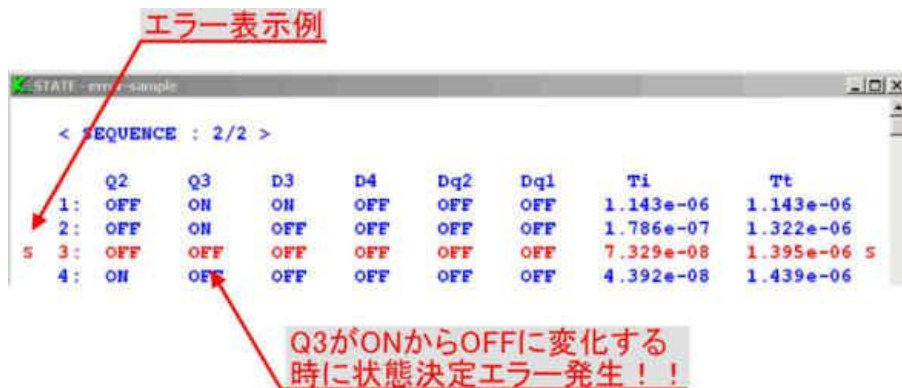 エラー表示例
STATE - error-sample
< SEQUENCE : 2/2 >
Q2 Q3 D3 D4 Dq2 Dq1 Ti Tt
1: OFF ON ON OFF OFF OFF 1.143e-06 1.143e-06
2: OFF ON OFF OFF OFF OFF 1.786e-07 1.322e-06
S 3: OFF OFF OFF OFF OFF OFF 7.329e-08 1.395e-06 S
4: ON OFF OFF OFF OFF OFF 4.392e-08 1.439e-06
Q3がONからOFFに変化する
時に状態決定エラー発生！！